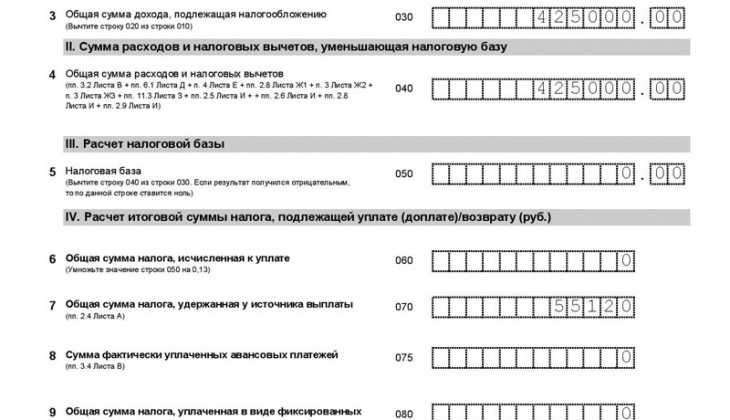 3 Общая сумма дохода, подлежащая налогообложению 030 425000.00
(Вычтите строку 020 из строки 010)
II. Сумма расходов и налоговых вычетов, уменьшающая налоговую базу
4 Общая сумма расходов и налоговых вычетов 040 425000.00
(пп. 3.2 Листа В + пп. 6.1 Листа Д + п. 4 Листа Е + пп. 2.8 Листа Ж1 + п. 3 Листа Ж2 +
п. 3 Листа Ж3 + пп. 11.3 Листа З + пп. 2.5 Листа И + + пп. 2.6 Листа И + пп. 2.8
Листа И + пп. 2.9 Листа И)
III. Расчет налоговой базы
5 Налоговая база 050 0.00
(Вычтите строку 040 из строки 030. Если результат получился отрицательным,
то по данной строке ставится ноль)
IV. Расчет итоговой суммы налога, подлежащей уплате (доплате)/возврату (руб.)
6 Общая сумма налога, исчисленная к уплате 060 0
(Умножьте значение строки 050 на 0,13)
7 Общая сумма налога, удержанная у источника выплаты 070 55120
(пп. 2.4 Листа А)
8 Сумма фактически уплаченных авансовых платежей 075 0
(пп. 3.4 Листа В)
9 Общая сумма налога, уплаченная в виде фиксированных 080 0